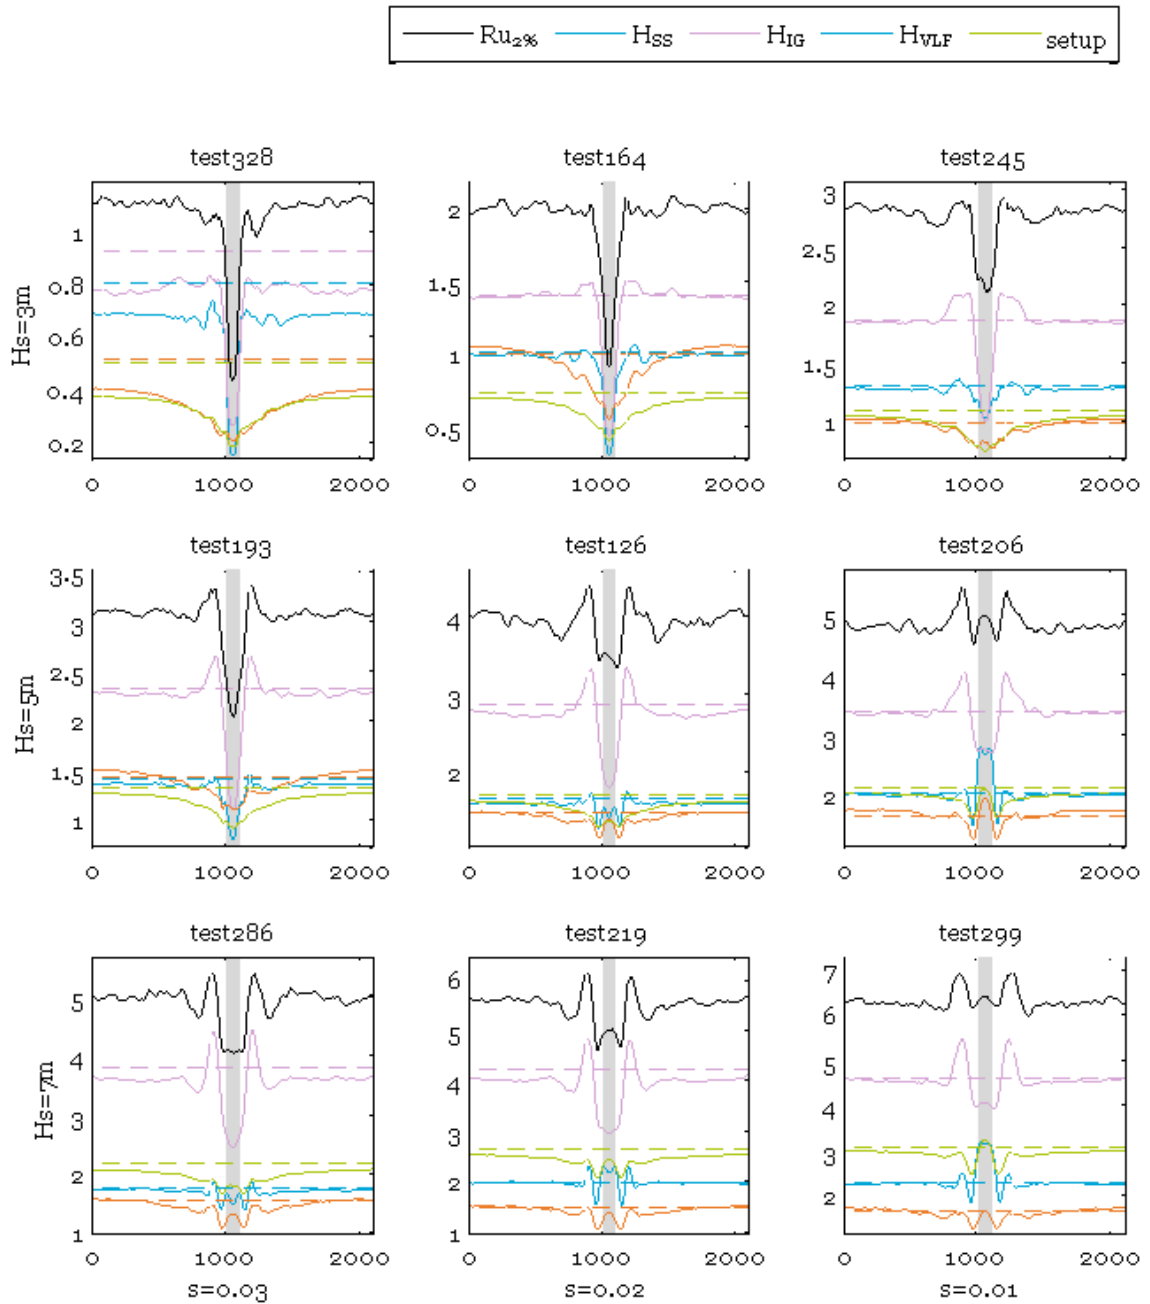 Ru2% HSS HIG HVLF setup
test328 test164 test245
Hs=3m
1 0.8 0.6 0.4 0.2
2 1.5 1 0.5
3 2.5 2 1.5 1
0 1000 2000 0 1000 2000 0 1000 2000
test193 test126 test206
Hs=5m
3.5 3 2.5 2 1.5 1
4 3 2
5 4 3 2
0 1000 2000 0 1000 2000 0 1000 2000
test286 test219 test299
Hs=7m
5 4 3 2 1
6 5 4 3 2 1
7 6 5 4 3 2
0 1000 2000 0 1000 2000 0 1000 2000
s=0.03 s=0.02 s=0.01